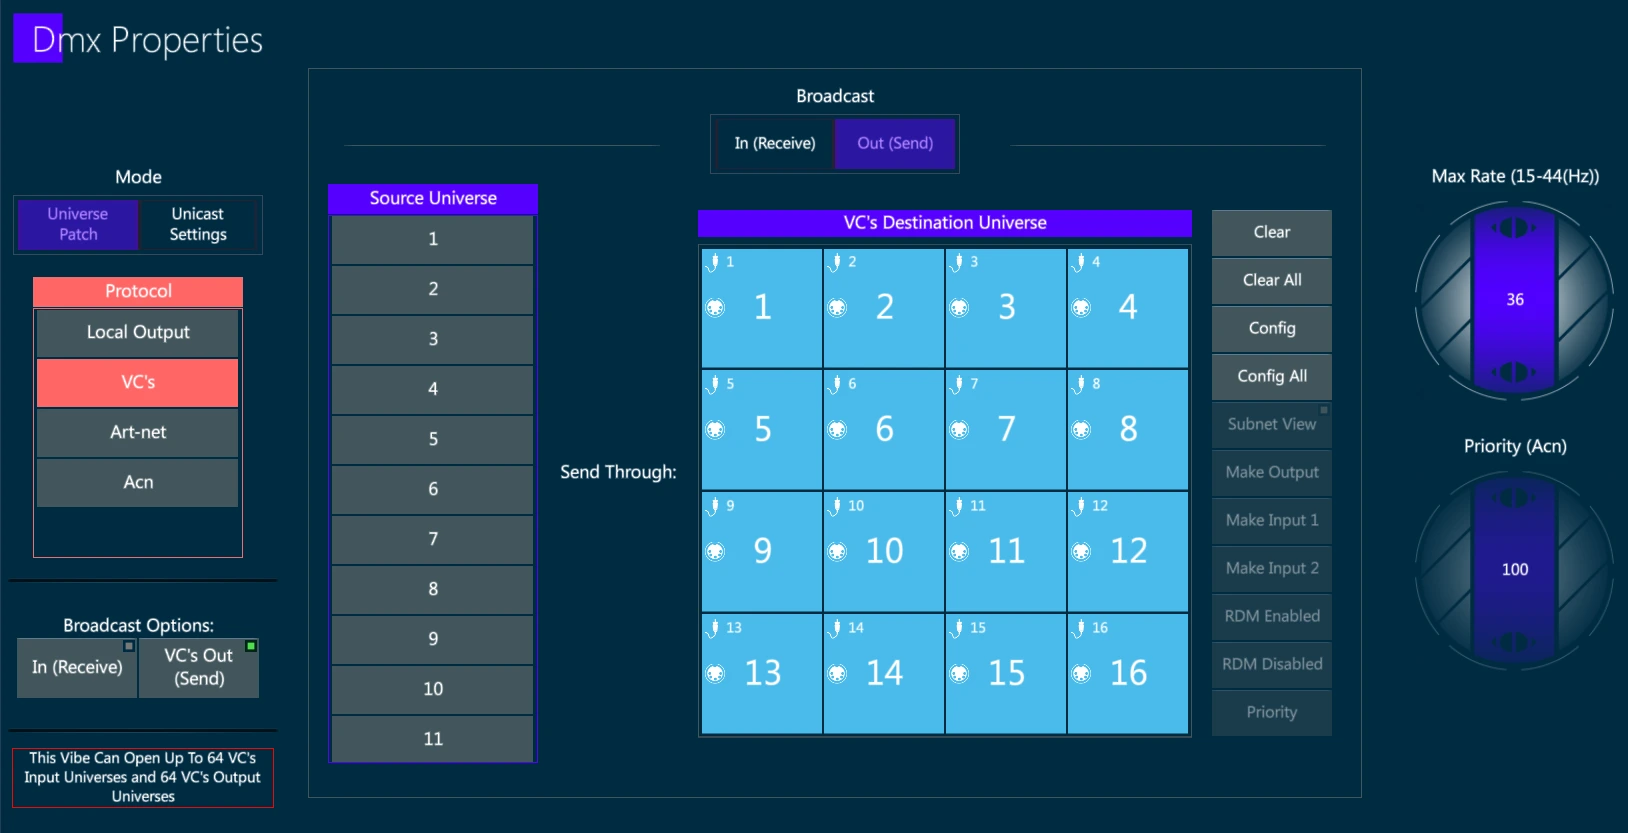 Dmx Properties
Mode
Universe
Patch
Unicast
Settings
Protocol
Local Output
VC's
Art-net
Acn
Broadcast Options:
In (Receive)
VC's Out
(Send)
This Vibe Can Open Up To 64 VC's
Input Universes and 64 VC's Output
Universes
Broadcast
In (Receive)
Out (Send)
Source Universe
1
2
3
4
5
6
7
8
9
10
11
Send Through:
VC's Destination Universe
1
1
2
2
3
3
4
4
5
5
6
6
7
7
8
8
9
9
10
10
11
11
12
12
13
13
14
14
15
15
16
16
Clear
Clear All
Config
Config All
Subnet View
Make Output
Make Input 1
Make Input 2
RDM Enabled
RDM Disabled
Priority
Max Rate (15-44(Hz))
36
Priority (Acn)
100